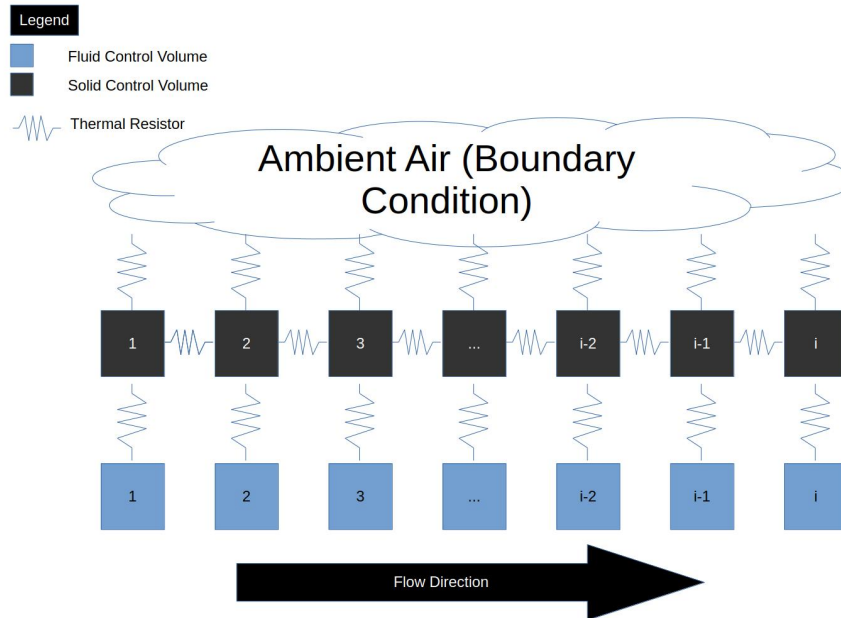 Legend
Fluid Control Volume
Solid Control Volume
Thermal Resistor
Ambient Air (Boundary
Condition)
1 2 3 ... i-2 i-1 i
1 2 3 ... i-2 i-1 i
Flow Direction